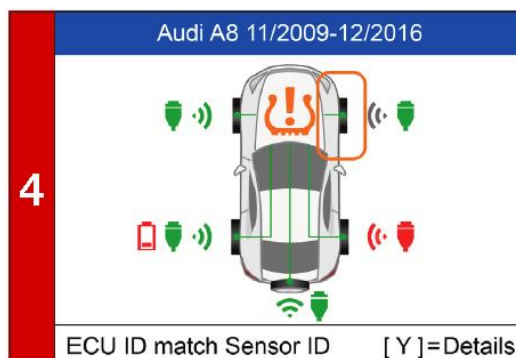 Audi A8 11/2009-12/2016
4
ECU ID match Sensor ID [ Y ]=Details